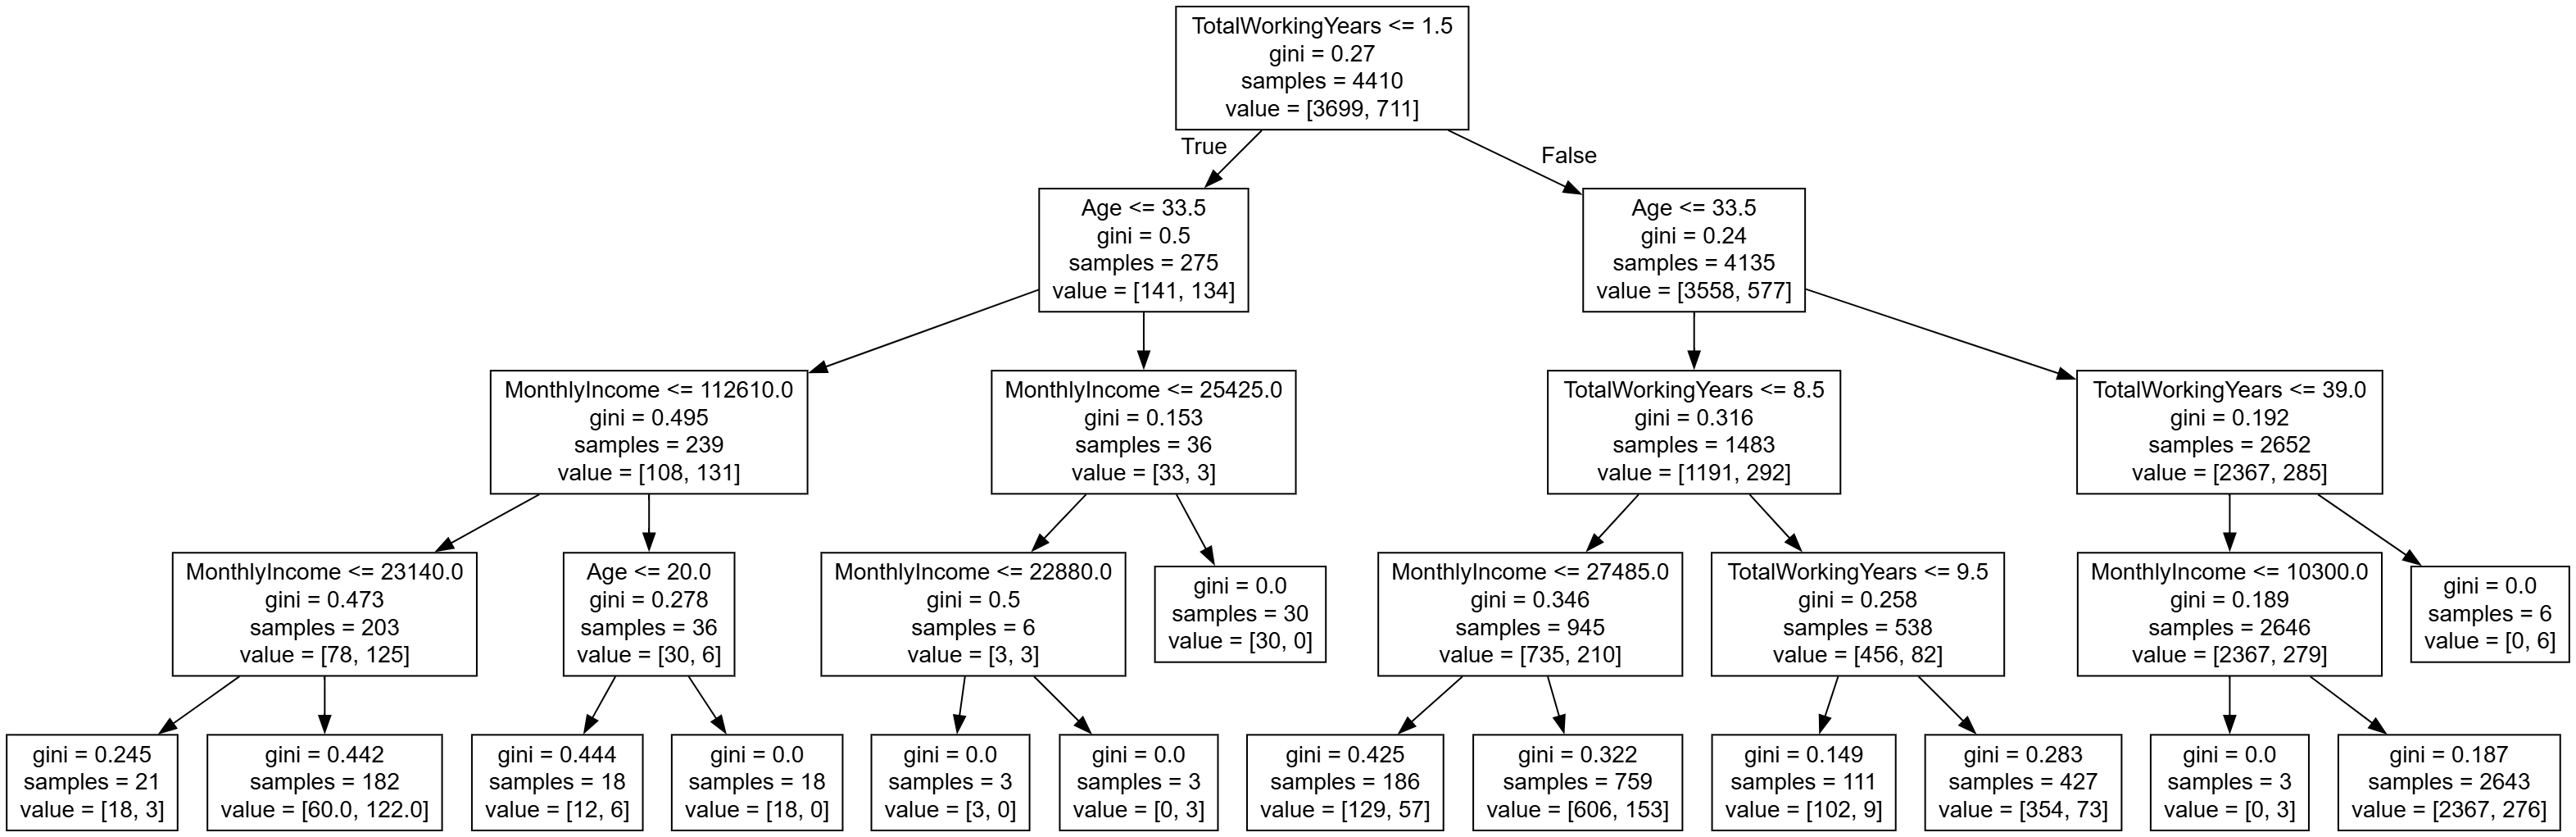 TotalWorkingYears <= 1.5
gini = 0.27
samples = 4410
value = [3699, 711]
True
False
Age <= 33.5
gini = 0.5
samples = 275
value = [141, 134]
Age <= 33.5
gini = 0.24
samples = 4135
value = [3558, 577]
MonthlyIncome <= 112610.0
gini = 0.495
samples = 239
value = [108, 131]
MonthlyIncome <= 25425.0
gini = 0.153
samples = 36
value = [33, 3]
TotalWorkingYears <= 8.5
gini = 0.316
samples = 1483
value = [1191, 292]
TotalWorkingYears <= 39.0
gini = 0.192
samples = 2652
value = [2367, 285]
MonthlyIncome <= 23140.0
gini = 0.473
samples = 203
value = [78, 125]
Age <= 20.0
gini = 0.278
samples = 36
value = [30, 6]
MonthlyIncome <= 22880.0
gini = 0.5
samples = 6
value = [3, 3]
gini = 0.0
samples = 30
value = [30, 0]
MonthlyIncome <= 27485.0
gini = 0.346
samples = 945
value = [735, 210]
TotalWorkingYears <= 9.5
gini = 0.258
samples = 538
value = [456, 82]
MonthlyIncome <= 10300.0
gini = 0.189
samples = 2646
value = [2367, 279]
gini = 0.0
samples = 6
value = [0, 6]
gini = 0.245
samples = 21
value = [18, 3]
gini = 0.442
samples = 182
value = [60.0, 122.0]
gini = 0.444
samples = 18
value = [12, 6]
gini = 0.0
samples = 18
value = [18, 0]
gini = 0.0
samples = 3
value = [3, 0]
gini = 0.0
samples = 3
value = [0, 3]
gini = 0.425
samples = 186
value = [129, 57]
gini = 0.322
samples = 759
value = [606, 153]
gini = 0.149
samples = 111
value = [102, 9]
gini = 0.283
samples = 427
value = [354, 73]
gini = 0.0
samples = 3
value = [0, 3]
gini = 0.187
samples = 2643
value = [2367, 276]